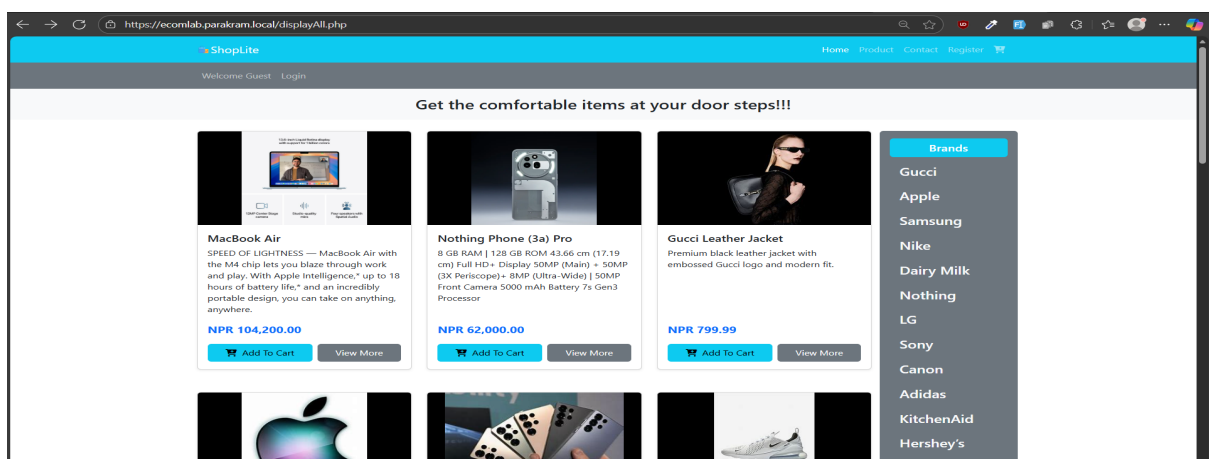 https://ecomlab.parakram.local/displayAll.php
ShopLite
Home Product Contact Register
Welcome Guest Login
Get the comfortable items at your door steps!!!
MacBook Air
SPEED OF LIGHTNESS — MacBook Air with
the M4 chip lets you blaze through work
and play. With Apple Intelligence,* up to 18
hours of battery life,* and an incredibly
portable design, you can take on anything,
anywhere.
NPR 104,200.00
Add To Cart View More
Nothing Phone (3a) Pro
8 GB RAM | 128 GB ROM 43.66 cm (17.19
cm) Full HD+ Display 50MP (Main) + 50MP
(3X Periscope)+ 8MP (Ultra-Wide) | 50MP
Front Camera 5000 mAh Battery 7s Gen3
Processor
NPR 62,000.00
Add To Cart View More
Gucci Leather Jacket
Premium black leather jacket with
embossed Gucci logo and modern fit.
NPR 799.99
Add To Cart View More
Brands
Gucci
Apple
Samsung
Nike
Dairy Milk
Nothing
LG
Sony
Canon
Adidas
KitchenAid
Hershey's